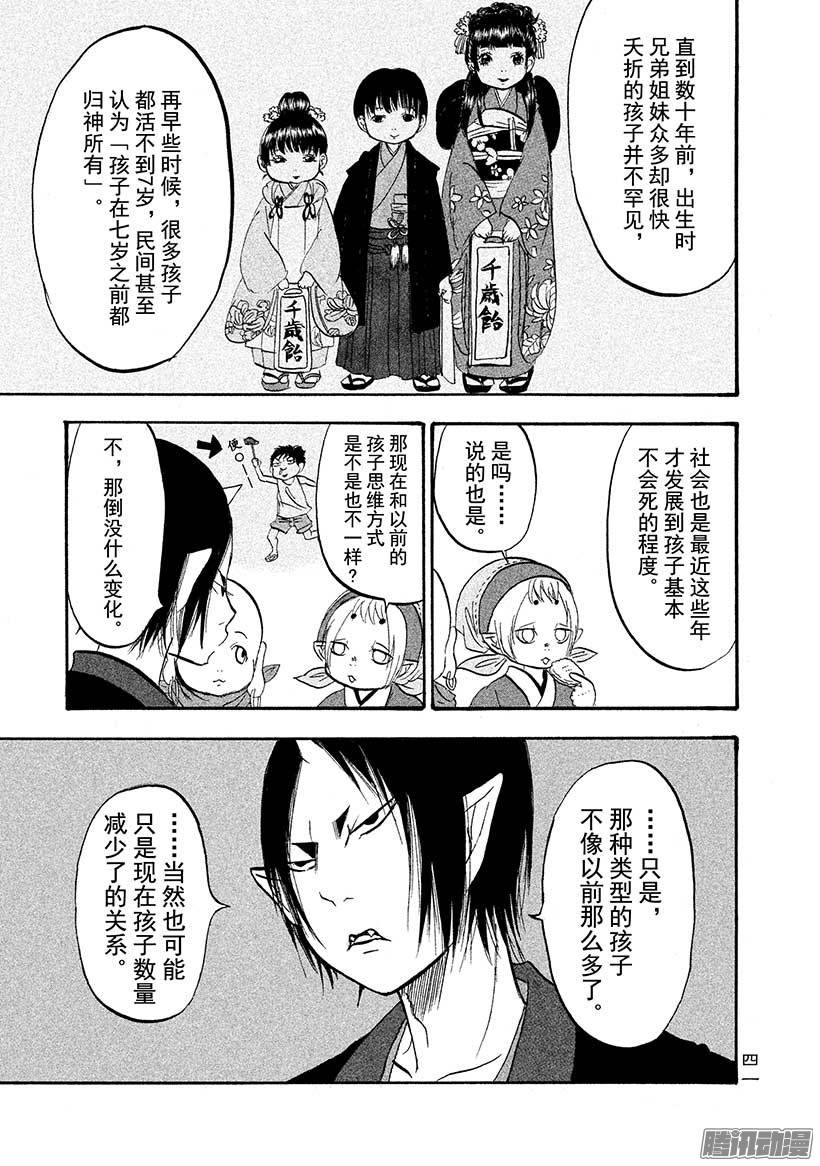 直到数十年前，出生时
兄弟姐妹众多却很快
夭折的孩子并不罕见，
再早些时候，很多孩子
都活不到7岁，民间甚至
认为「孩子在七岁之前都
归神所有」。
千歳飴
千歳飴
社会也是最近这些年
才发展到孩子基本
不会死的程度。
是吗……
说的也是。
那现在和以前的
孩子思维方式
是不是也不一样？
便
不，那倒没什么变化。
……只是，
那种类型的孩子
不像以前那么多了。
……当然也可能
只是现在孩子数量
减少了的关系。
四一
腾讯动漫